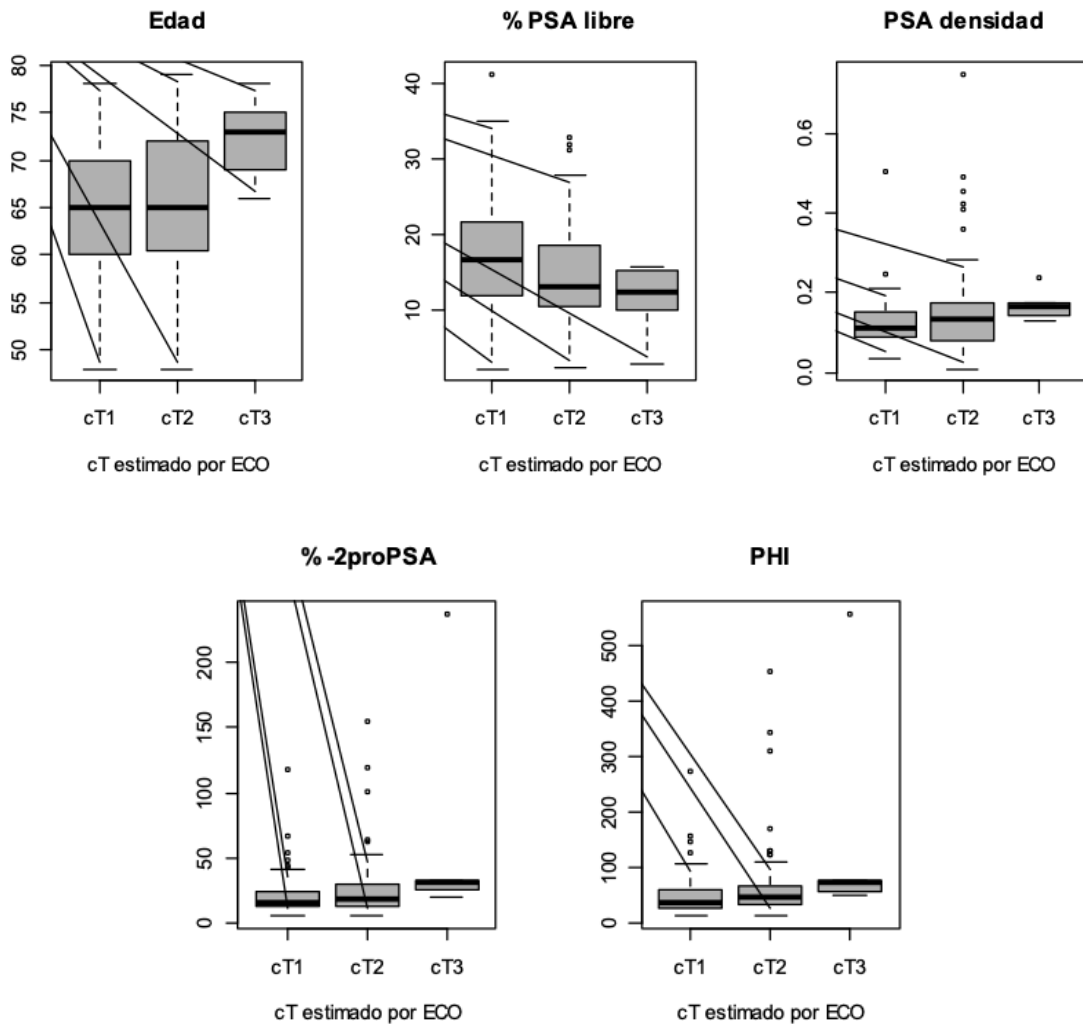 Edad
% PSA libre
PSA densidad
80
75
70
65
60
55
50
40
30
20
10
0.6
0.4
0.2
0.0
cT1 cT2 cT3
cT1 cT2 cT3
cT1 cT2 cT3
cT estimado por ECO
cT estimado por ECO
cT estimado por ECO
% -2proPSA
PHI
200
150
100
50
0
500
400
300
200
100
0
cT1 cT2 cT3
cT1 cT2 cT3
cT estimado por ECO
cT estimado por ECO